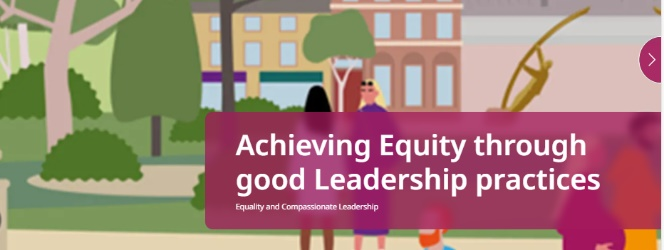 Achieving Equity through
good Leadership practices
Equality and Compassionate Leadership